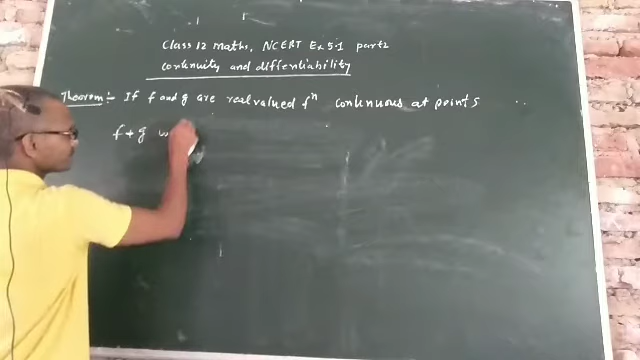 Class 12 maths, NCERT Ex 5.1 part 2
continuity and differentiability
Theorem :- If f and g are real valued fⁿ continuous at point S
f + g